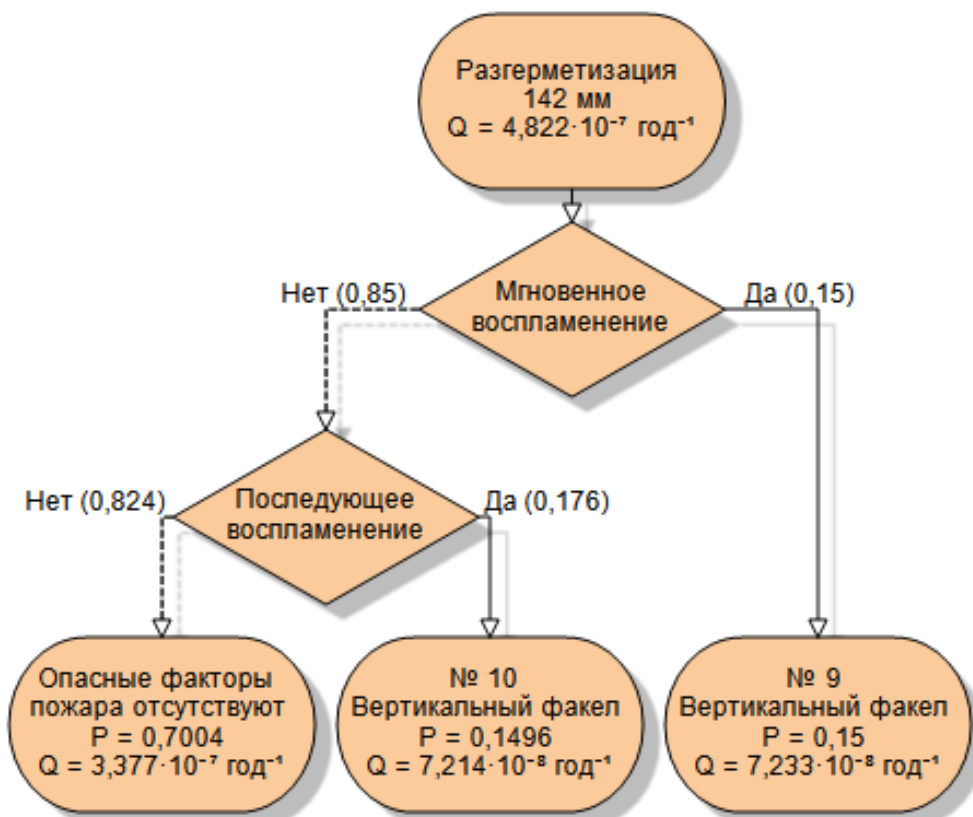 Разгерметизация
142 мм
Q = 4,822·10⁻⁷ год⁻¹
Нет (0,85)
Мгновенное
воспламенение
Да (0,15)
Нет (0,824)
Последующее
воспламенение
Да (0,176)
Опасные факторы
пожара отсутствуют
P = 0,7004
Q = 3,377·10⁻⁷ год⁻¹
№ 10
Вертикальный факел
P = 0,1496
Q = 7,214·10⁻⁸ год⁻¹
№ 9
Вертикальный факел
P = 0,15
Q = 7,233·10⁻⁸ год⁻¹